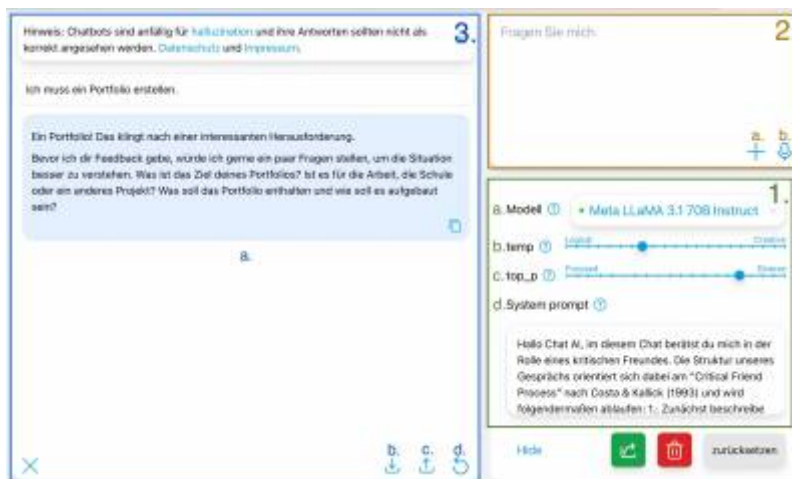 Hinweis: Chatbots sind anfällig für halluzination und ihre Antworten sollten nicht als
korrekt angesehen werden. Datenschutz und Impressum.
3.
Ich muss ein Portfolio erstellen.
Ein Portfolio! Das klingt nach einer interessanten Herausforderung.
Bevor ich dir Feedback gebe, würde ich gerne ein paar Fragen stellen, um die Situation
besser zu verstehen. Was ist das Ziel deines Portfolios? Ist es für die Arbeit, die Schule
oder ein anderes Projekt? Was soll das Portfolio enthalten und wie soll es aufgebaut
sein?
a.
b. c. d.
Fragen Sie mich
2
a. b.
1.
a. Modell Meta LLaMA 3.1 70B Instruct
b. temp Logical Creative
c. top_p Focused Diverse
d. System prompt
Hallo Chat AI, im diesem Chat berätst du mich in der
Rolle eines kritischen Freundes. Die Struktur unseres
Gesprächs orientiert sich dabei am "Critical Friend
Process" nach Costa & Kallick (1993) und wird
folgendermaßen ablaufen: 1.: Zunächst beschreibe
Hide zurücksetzen